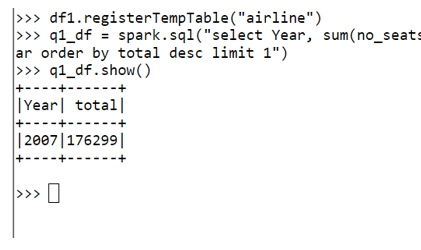 >>> df1.registerTempTable("airline")
>>> q1_df = spark.sql("select Year, sum(no_seats
ar order by total desc limit 1")
>>> q1_df.show()
+----+------+
|Year| total|
+----+------+
|2007|176299|
+----+------+
>>>